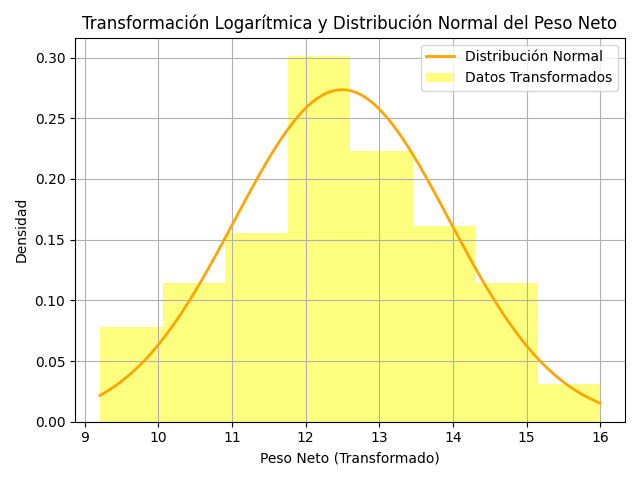 Transformación Logarítmica y Distribución Normal del Peso Neto
Distribución Normal
Datos Transformados
Densidad
0.30
0.25
0.20
0.15
0.10
0.05
0.00
9 10 11 12 13 14 15 16
Peso Neto (Transformado)